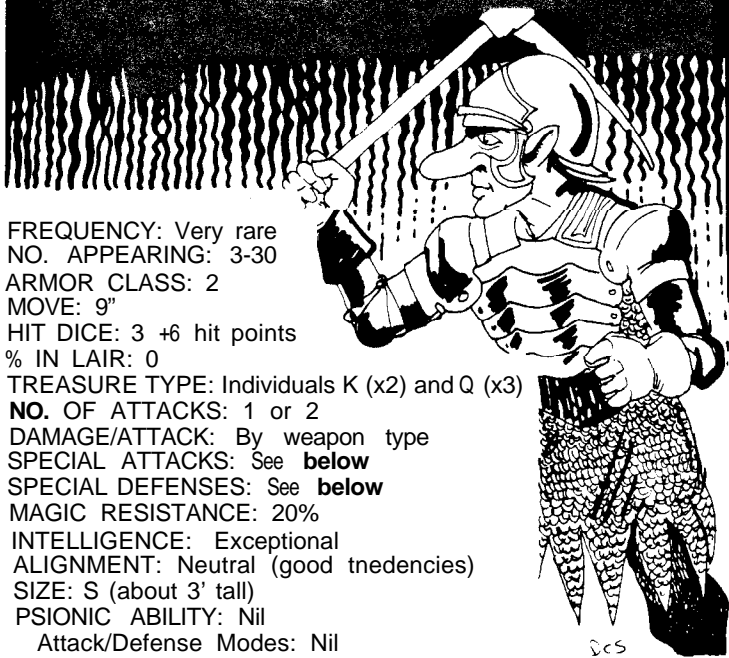 FREQUENCY: Very rare
NO. APPEARING: 3-30
ARMOR CLASS: 2
MOVE: 9”
HIT DICE: 3 +6 hit points
% IN LAIR: 0
TREASURE TYPE: Individuals K (x2) and Q (x3)
NO. OF ATTACKS: 1 or 2
DAMAGE/ATTACK: By weapon type
SPECIAL ATTACKS: See below
SPECIAL DEFENSES: See below
MAGIC RESISTANCE: 20%
INTELLIGENCE: Exceptional
ALIGNMENT: Neutral (good tnedencies)
SIZE: S (about 3’ tall)
PSIONIC ABILITY: Nil
Attack/Defense Modes: Nil
DCS